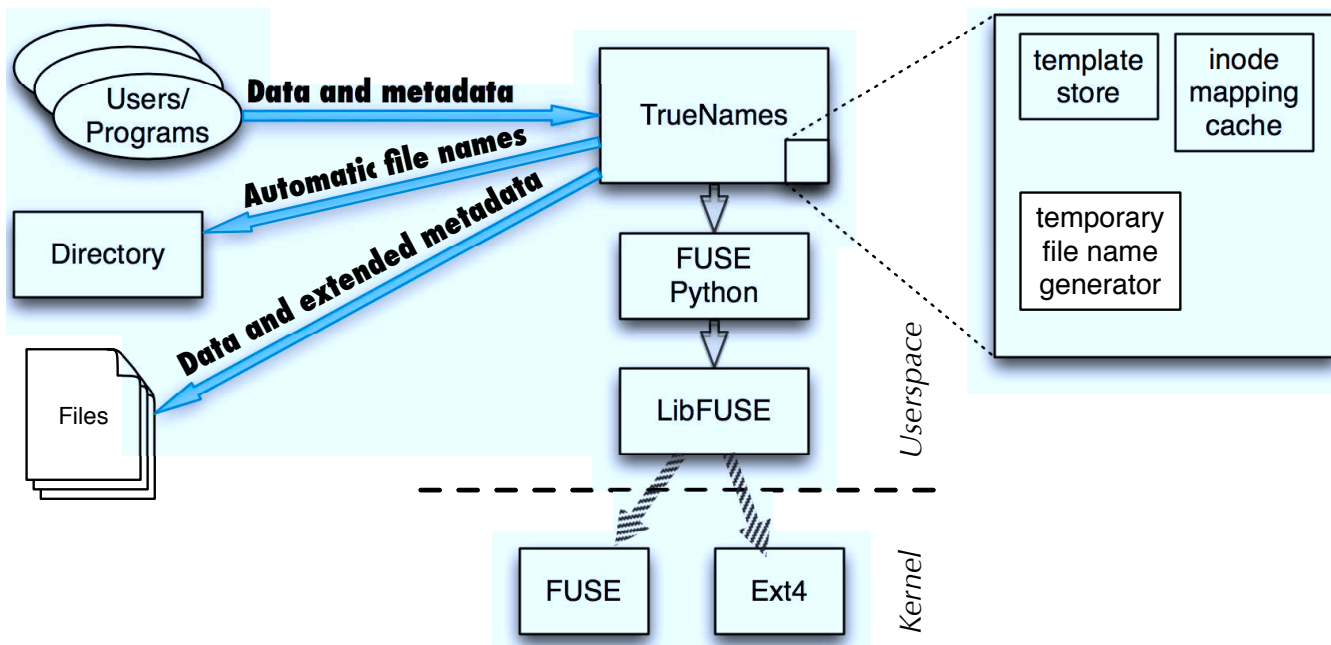 Users/
Programs
Data and metadata
TrueNames
template
store
inode
mapping
cache
Automatic file names
Directory
Data and extended metadata
FUSE
Python
temporary
file name
generator
Files
LibFUSE
Userspace
FUSE
Ext4
Kernel